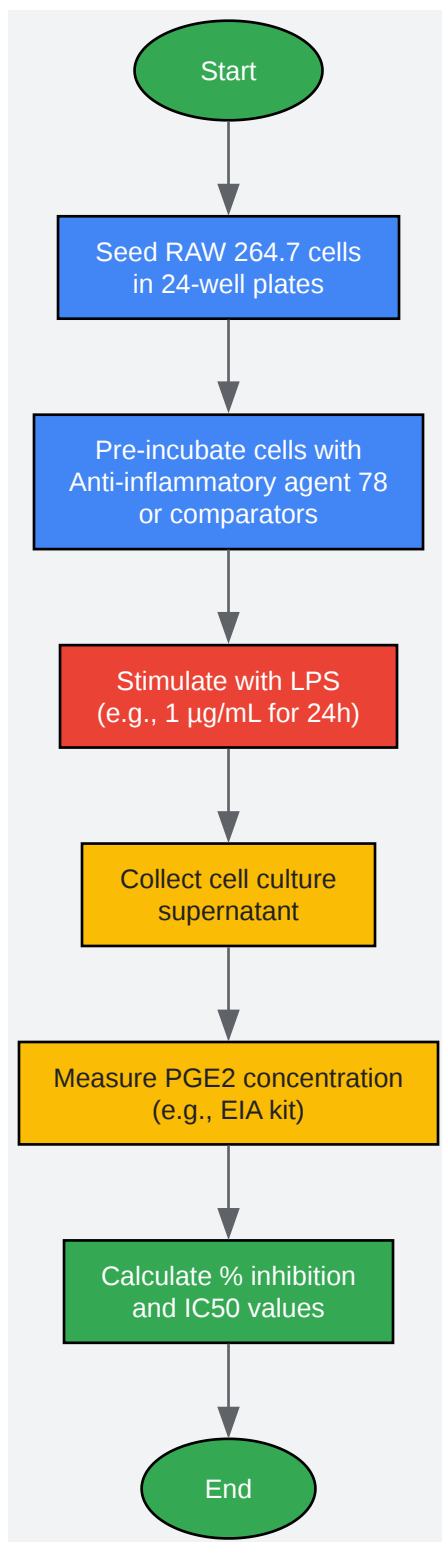 Start
Seed RAW 264.7 cells
in 24-well plates
Pre-incubate cells with
Anti-inflammatory agent 78
or comparators
Stimulate with LPS
(e.g., 1 µg/mL for 24h)
Collect cell culture
supernatant
Measure PGE2 concentration
(e.g., EIA kit)
Calculate % inhibition
and IC50 values
End